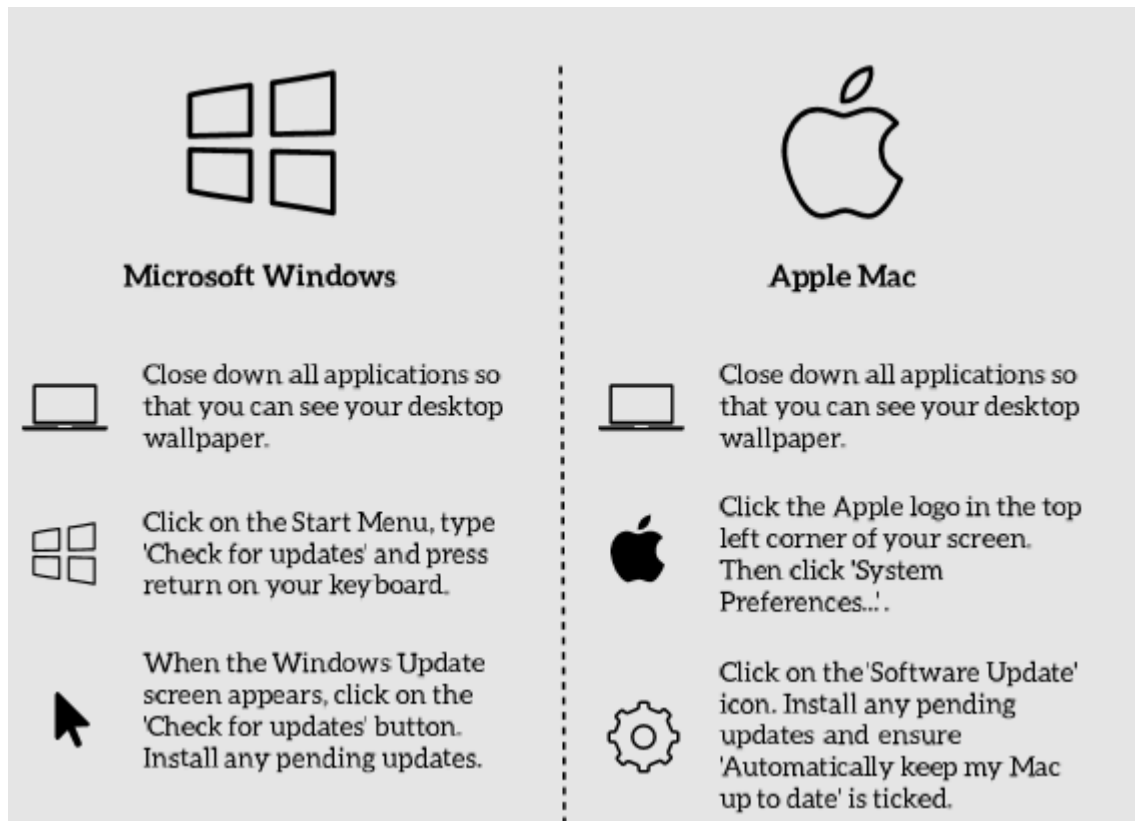 Microsoft Windows
Close down all applications so
that you can see your desktop
wallpaper.
Click on the Start Menu, type
'Check for updates' and press
return on your keyboard.
When the Windows Update
screen appears, click on the
'Check for updates' button.
Install any pending updates.
Apple Mac
Close down all applications so
that you can see your desktop
wallpaper.
Click the Apple logo in the top
left corner of your screen.
Then click 'System
Preferences...'.
Click on the 'Software Update'
icon. Install any pending
updates and ensure
'Automatically keep my Mac
up to date' is ticked.